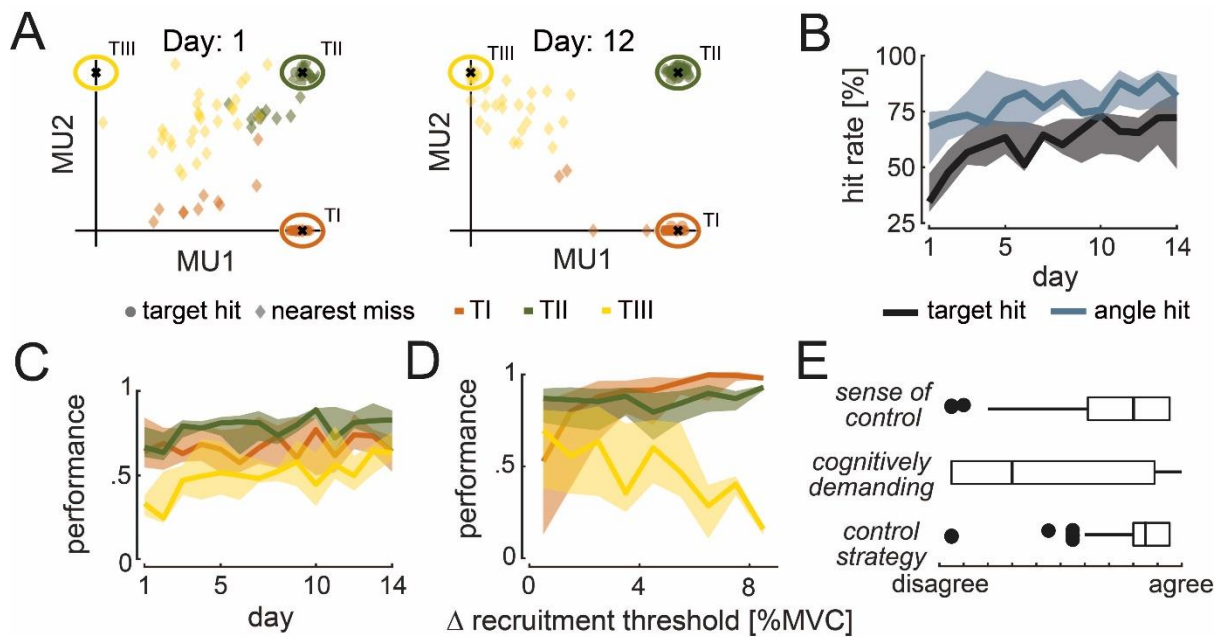 A
Day: 1
TIII
TII
MU2
TI
MU1
Day: 12
TIII
TII
MU2
TI
MU1
● target hit ◆ nearest miss TI TII TIII
B
hit rate [%]
100
75
50
25
1 5 10 14
day
target hit angle hit
C
performance
1
.5
0
1 5 10 14
day
D
performance
1
.5
0 4 8
Δ recruitment threshold [%MVC]
E
sense of
control
cognitively
demanding
control
strategy
disagree agree